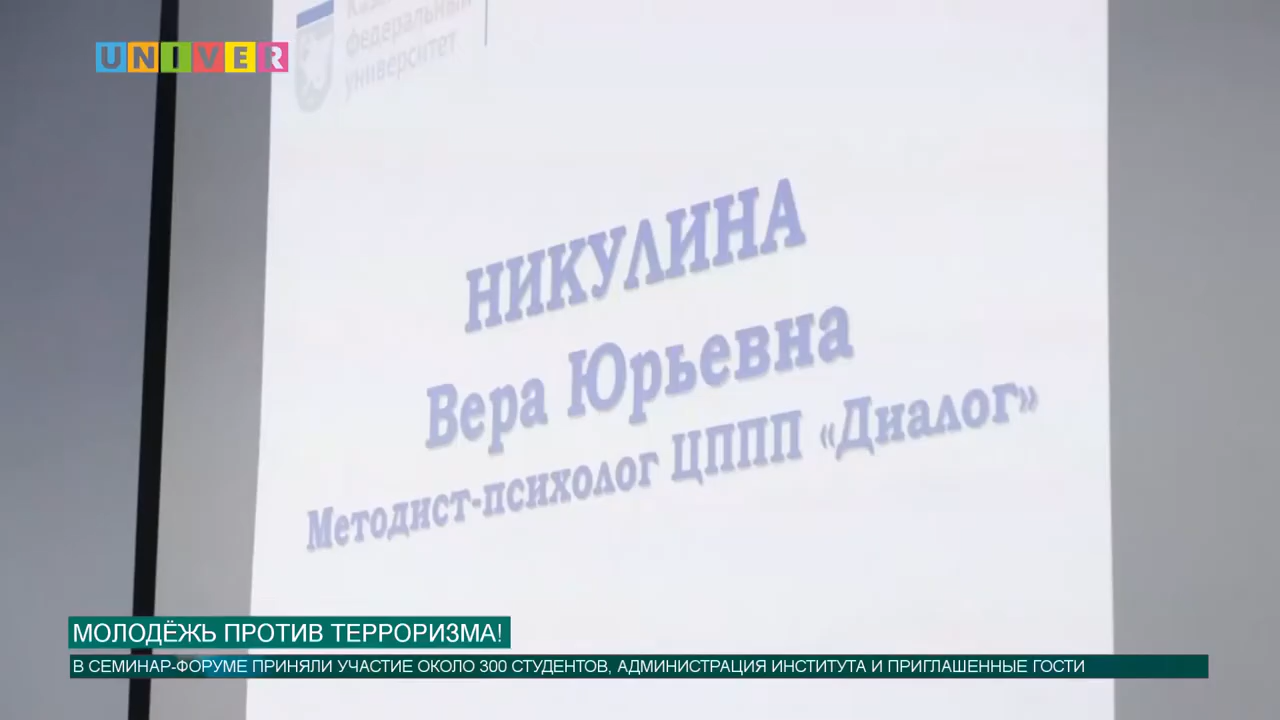 UNIVER
федеральный
университет
НИКУЛИНА
Вера Юрьевна
Методист-психолог ЦППП «Диалог»
МОЛОДЁЖЬ ПРОТИВ ТЕРРОРИЗМА!
В СЕМИНАР-ФОРУМЕ ПРИНЯЛИ УЧАСТИЕ ОКОЛО 300 СТУДЕНТОВ, АДМИНИСТРАЦИЯ ИНСТИТУТА И ПРИГЛАШЕННЫЕ ГОСТИ